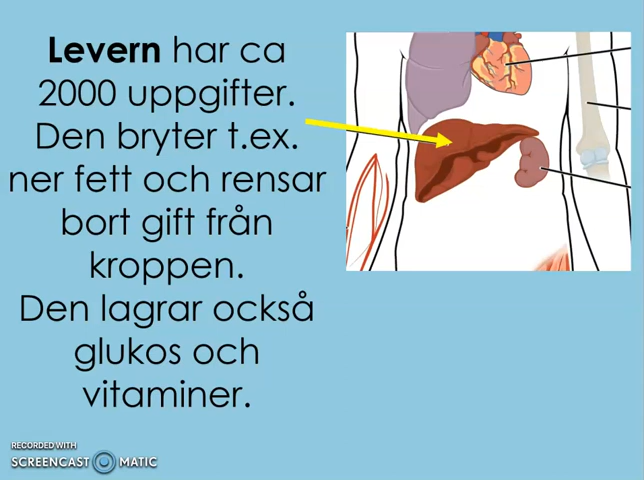 Levern har ca
2000 uppgifter.
Den bryter t.ex.
ner fett och rensar
bort gift från
kroppen.
Den lagrar också
glukos och
vitaminer.
RECORDED WITH
SCREENCAST MATIC